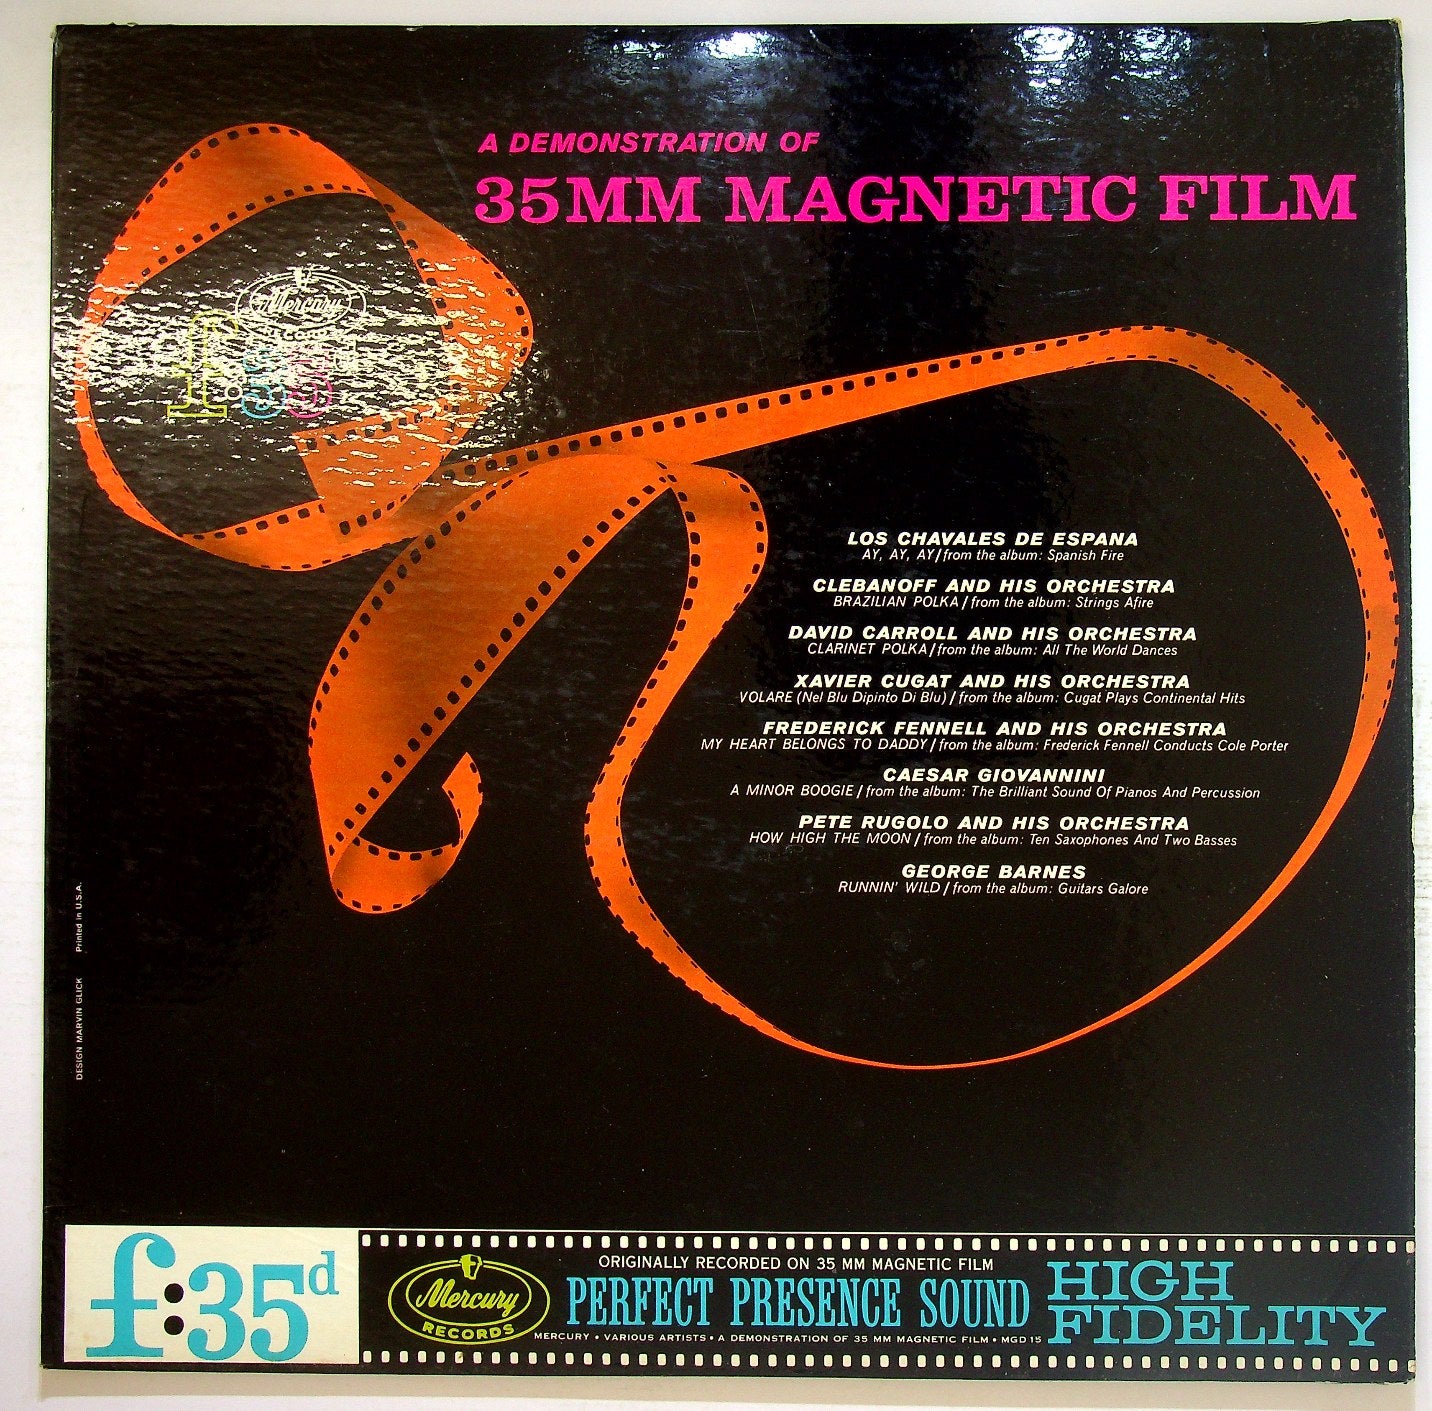 A DEMONSTRATION OF
35MM MAGNETIC FILM
Mercury
RECORDS
f:35
LOS CHAVALES DE ESPANA
AY, AY, AY/from the album: Spanish Fire
CLEBANOFF AND HIS ORCHESTRA
BRAZILIAN POLKA/from the album: Strings Afire
DAVID CARROLL AND HIS ORCHESTRA
CLARINET POLKA/from the album: All The World Dances
XAVIER CUGAT AND HIS ORCHESTRA
VOLARE (Nel Blu Dipinto Di Blu)/from the album: Cugat Plays Continental Hits
FREDERICK FENNELL AND HIS ORCHESTRA
MY HEART BELONGS TO DADDY/from the album: Frederick Fennell Conducts Cole Porter
CAESAR GIOVANNINI
A MINOR BOOGIE/from the album: The Brilliant Sound Of Pianos And Percussion
PETE RUGOLO AND HIS ORCHESTRA
HOW HIGH THE MOON/from the album: Ten Saxophones And Two Basses
GEORGE BARNES
RUNNIN' WILD/from the album: Guitars Galore
DESIGN MARVIN GLICK Printed in U.S.A.
f:35d
Mercury
RECORDS
ORIGINALLY RECORDED ON 35 MM MAGNETIC FILM
PERFECT PRESENCE SOUND
HIGH
FIDELITY
MERCURY • VARIOUS ARTISTS • A DEMONSTRATION OF 35 MM MAGNETIC FILM • MGD 15